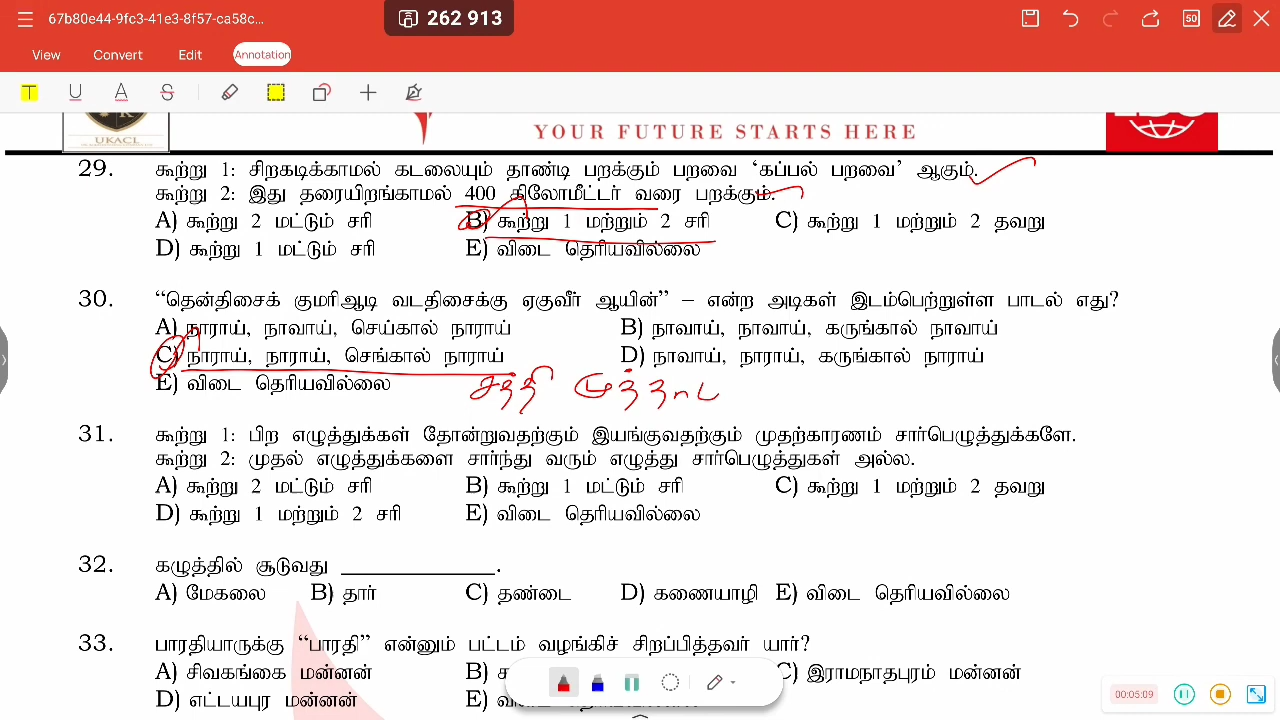 67b80e44-9fc3-41e3-8f57-ca58c...
262 913
View Convert Edit Annotation
50
T U A S
UKACL
YOUR FUTURE STARTS HERE
29. கூற்று 1: சிறகடிக்காமல் கடலையும் தாண்டி பறக்கும் பறவை ‘கப்பல் பறவை’ ஆகும்.
கூற்று 2: இது தரையிறங்காமல் 400 கிலோமீட்டர் வரை பறக்கும்.
A) கூற்று 2 மட்டும் சரி B) கூற்று 1 மற்றும் 2 சரி C) கூற்று 1 மற்றும் 2 தவறு
D) கூற்று 1 மட்டும் சரி E) விடை தெரியவில்லை
30. “தென்திசைக் குமரிஆடி வடதிசைக்கு ஏகுவீர் ஆயின்” – என்ற அடிகள் இடம்பெற்றுள்ள பாடல் எது?
A) நாராய், நாவாய், செய்கால் நாராய் B) நாவாய், நாவாய், கருங்கால் நாவாய்
C) நாராய், நாராய், செங்கால் நாராய் D) நாவாய், நாராய், கருங்கால் நாராய்
E) விடை தெரியவில்லை சத்தி முத்த
31. கூற்று 1: பிற எழுத்துக்கள் தோன்றுவதற்கும் இயங்குவதற்கும் முதற்காரணம் சார்பெழுத்துக்களே.
கூற்று 2: முதல் எழுத்துக்களை சார்ந்து வரும் எழுத்து சார்பெழுத்துகள் அல்ல.
A) கூற்று 2 மட்டும் சரி B) கூற்று 1 மட்டும் சரி C) கூற்று 1 மற்றும் 2 தவறு
D) கூற்று 1 மற்றும் 2 சரி E) விடை தெரியவில்லை
32. கழுத்தில் சூடுவது ______________.
A) மேகலை B) தார் C) தண்டை D) கணையாழி E) விடை தெரியவில்லை
33. பாரதியாருக்கு “பாரதி” என்னும் பட்டம் வழங்கிச் சிறப்பித்தவர் யார்?
A) சிவகங்கை மன்னன் B) C) இராமநாதபுரம் மன்னன்
D) எட்டயபுர மன்னன் E)
00:05:09